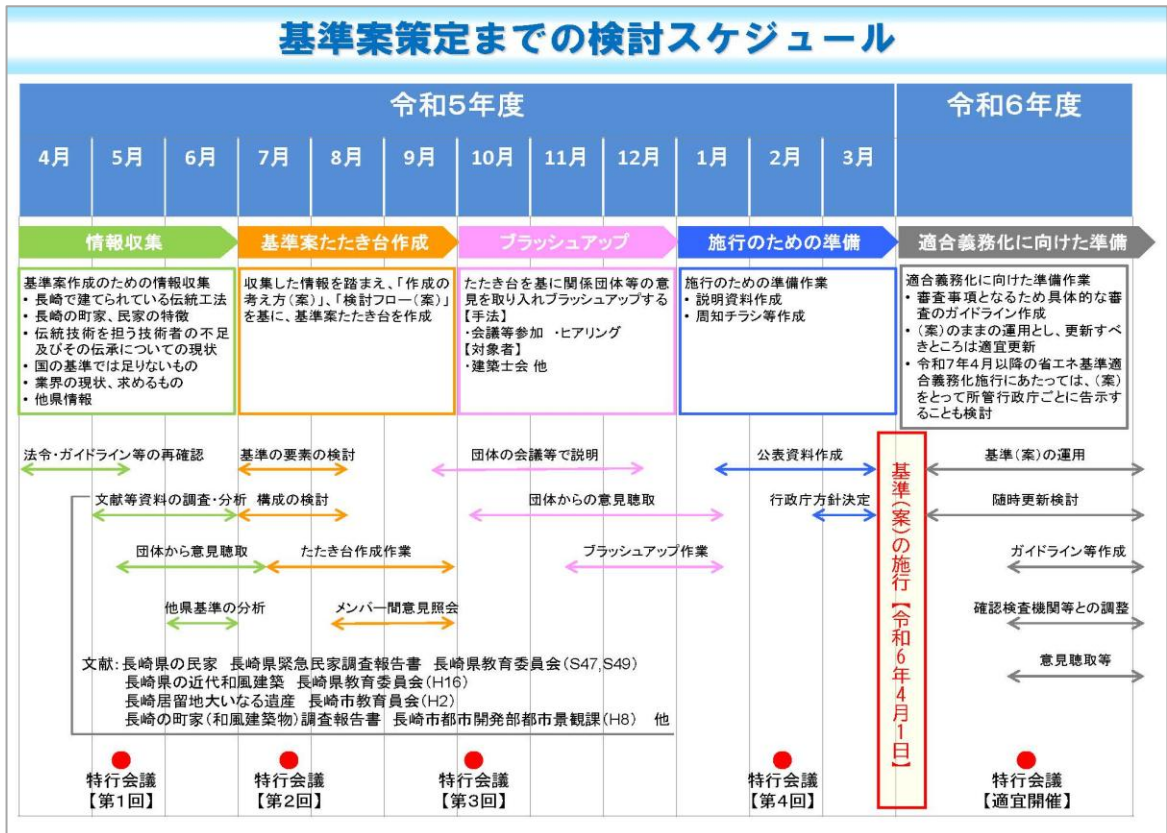 基準案策定までの検討スケジュール
令和5年度
令和6年度
4月 5月 6月 7月 8月 9月 10月 11月 12月 1月 2月 3月
情報収集
基準案作成のための情報収集
• 長崎で建てられている伝統工法
• 長崎の町家、民家の特徴
• 伝統技術を担う技術者の不足
及びその伝承についての現状
• 国の基準では足りないもの
• 業界の現状、求めるもの
• 他県情報
基準案たたき台作成
収集した情報を踏まえ、「作成の
考え方(案)」、「検討フロー(案)」
を基に、基準案たたき台を作成
ブラッシュアップ
たたき台を基に関係団体等の意
見を取り入れブラッシュアップする
【手法】
・会議等参加 ・ヒアリング
【対象者】
・建築士会 他
施行のための準備
施行のための準備作業
• 説明資料作成
• 周知チラシ等作成
適合義務化に向けた準備
適合義務化に向けた準備作業
• 審査事項となるため具体的な審
査のガイドライン作成
• (案)のままの運用とし、更新すべ
きところは適宜更新
• 令和7年4月以降の省エネ基準適
合義務化施行にあたっては、(案)
をとって所管行政庁ごとに告示す
ることも検討
法令・ガイドライン等の再確認
基準の要素の検討
団体の会議等で説明
公表資料作成
基準(案)の運用
文献等資料の調査・分析
構成の検討
団体からの意見聴取
行政庁方針決定
随時更新検討
団体から意見聴取
たたき台作成作業
ブラッシュアップ作業
ガイドライン等作成
他県基準の分析
メンバー間意見照会
確認検査機関等との調整
意見聴取等
基準(案)の施行【令和6年4月1日】
文献:長崎県の民家 長崎県緊急民家調査報告書 長崎県教育委員会(S47,S49)
長崎県の近代和風建築 長崎県教育委員会(H16)
長崎居留地大いなる遺産 長崎市教育委員会(H2)
長崎の町家(和風建築物)調査報告書 長崎市都市開発部都市景観課(H8) 他
特行会議
【第1回】
特行会議
【第2回】
特行会議
【第3回】
特行会議
【第4回】
特行会議
【適宜開催】